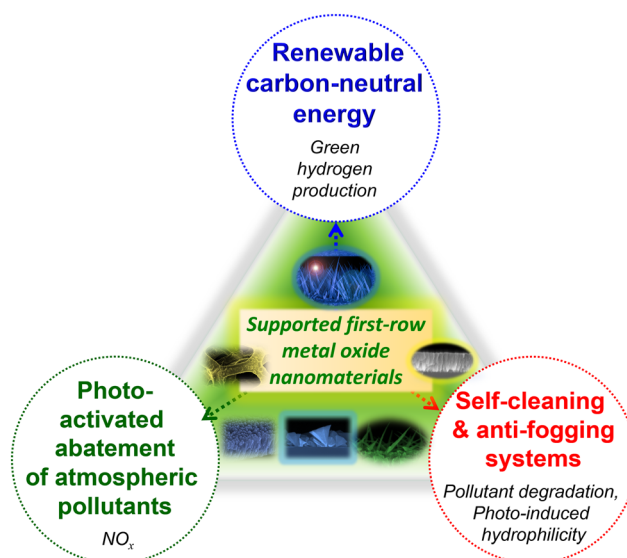 Renewable
carbon-neutral
energy
Green
hydrogen
production
Supported first-row
metal oxide
nanomaterials
Photo-
activated
abatement
of atmospheric
pollutants
NOₓ
Self-cleaning
& anti-fogging
systems
Pollutant degradation,
Photo-induced
hydrophilicity